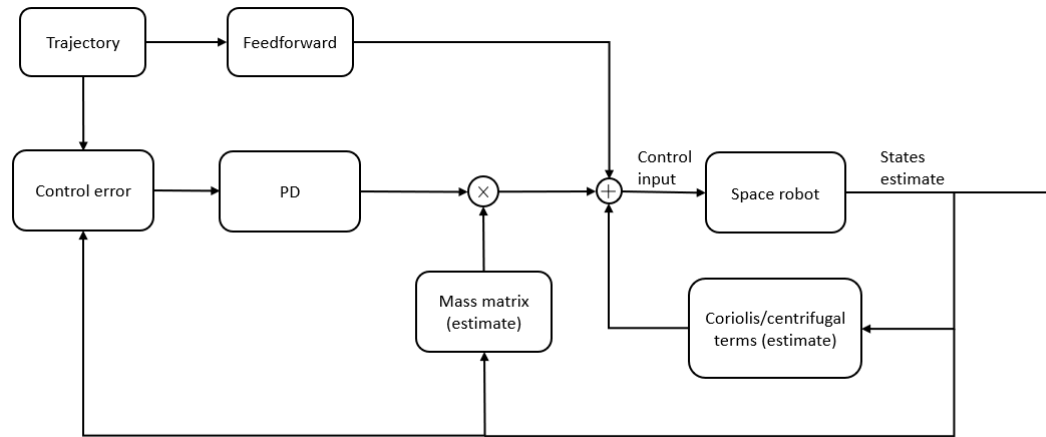 Trajectory
Feedforward
Control error
PD
×
+
Control
input
Space robot
States
estimate
Mass matrix
(estimate)
Coriolis/centrifugal
terms (estimate)